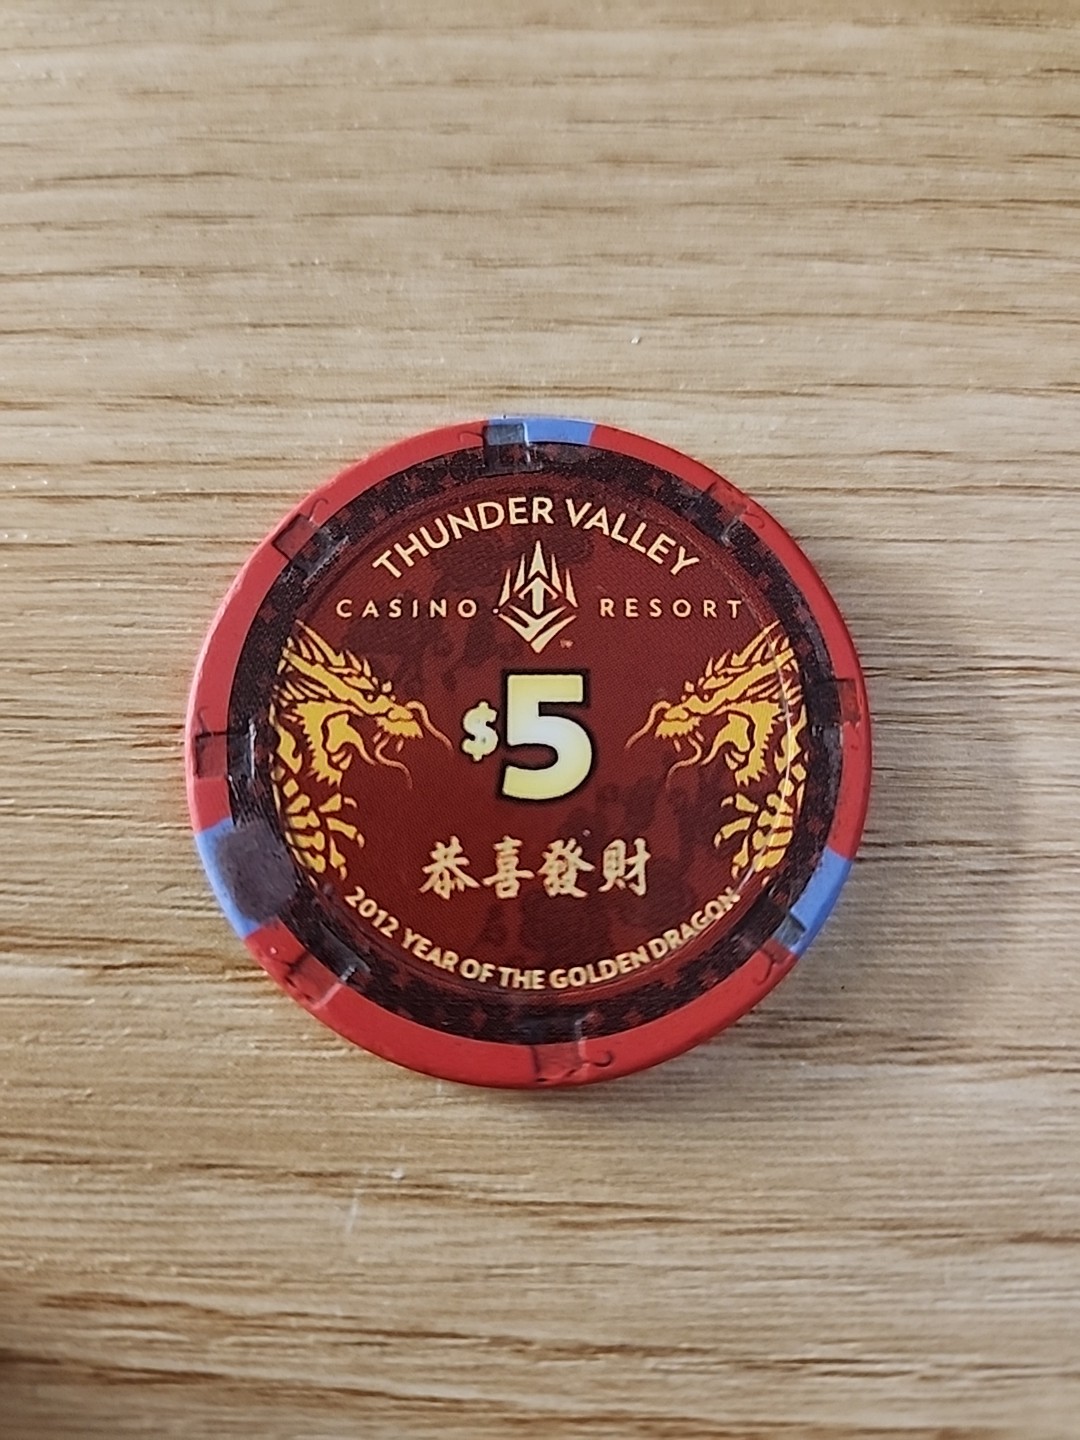 THUNDER VALLEY
CASINO RESORT
$5
恭喜發財
2012 YEAR OF THE GOLDEN DRAGON